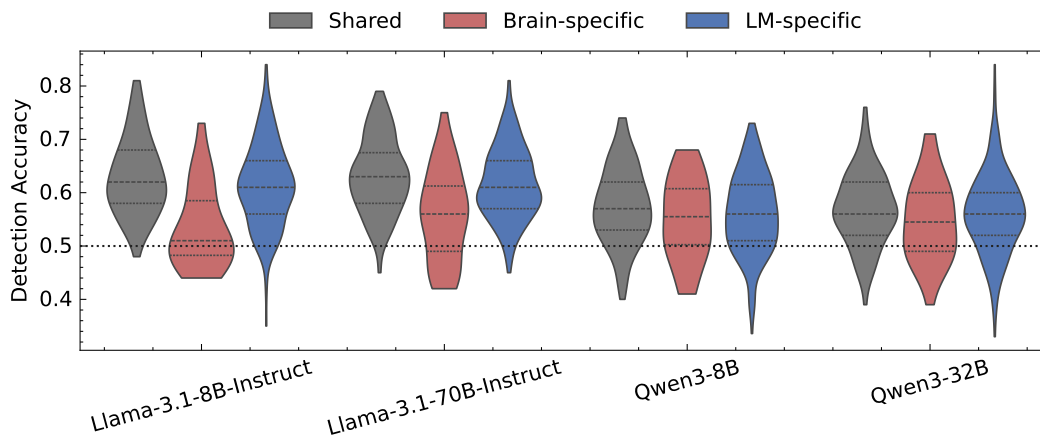 Shared Brain-specific LM-specific
Detection Accuracy
0.8
0.7
0.6
0.5
0.4
Llama-3.1-8B-Instruct Llama-3.1-70B-Instruct Qwen3-8B Qwen3-32B